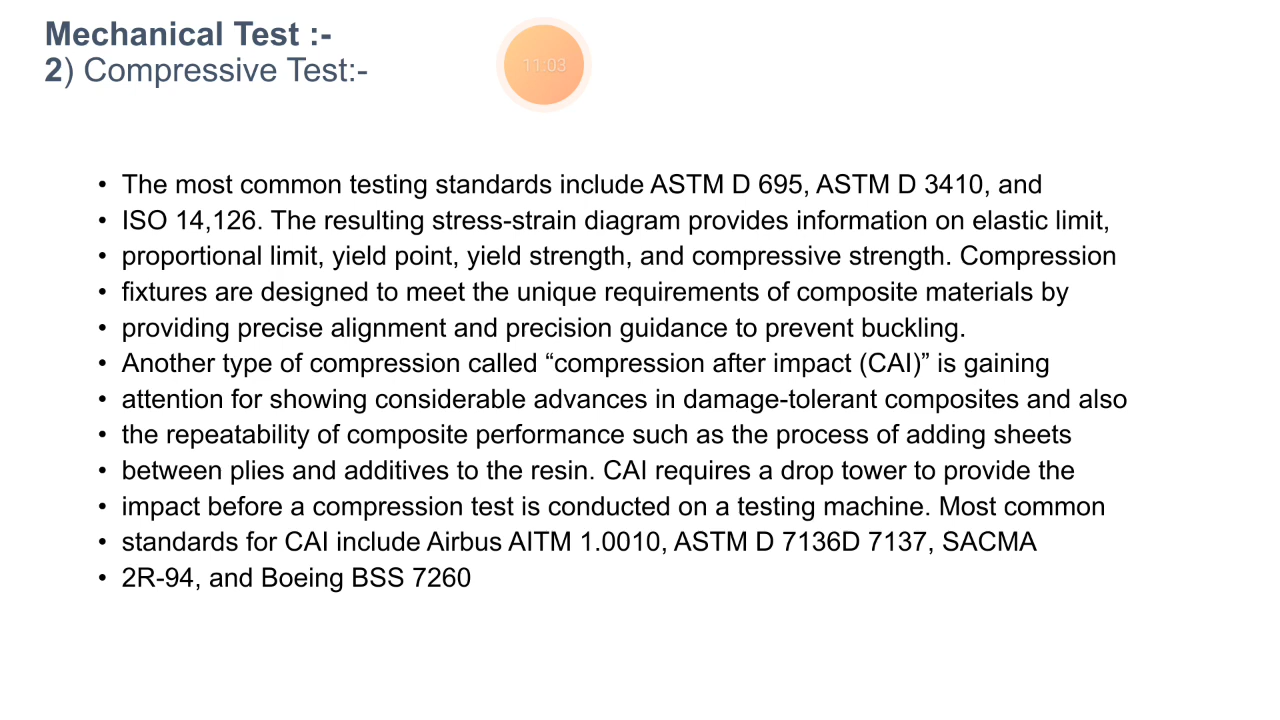 Mechanical Test :-
2) Compressive Test:-
11:03
• The most common testing standards include ASTM D 695, ASTM D 3410, and
• ISO 14,126. The resulting stress-strain diagram provides information on elastic limit,
• proportional limit, yield point, yield strength, and compressive strength. Compression
• fixtures are designed to meet the unique requirements of composite materials by
• providing precise alignment and precision guidance to prevent buckling.
• Another type of compression called “compression after impact (CAI)” is gaining
• attention for showing considerable advances in damage-tolerant composites and also
• the repeatability of composite performance such as the process of adding sheets
• between plies and additives to the resin. CAI requires a drop tower to provide the
• impact before a compression test is conducted on a testing machine. Most common
• standards for CAI include Airbus AITM 1.0010, ASTM D 7136D 7137, SACMA
• 2R-94, and Boeing BSS 7260